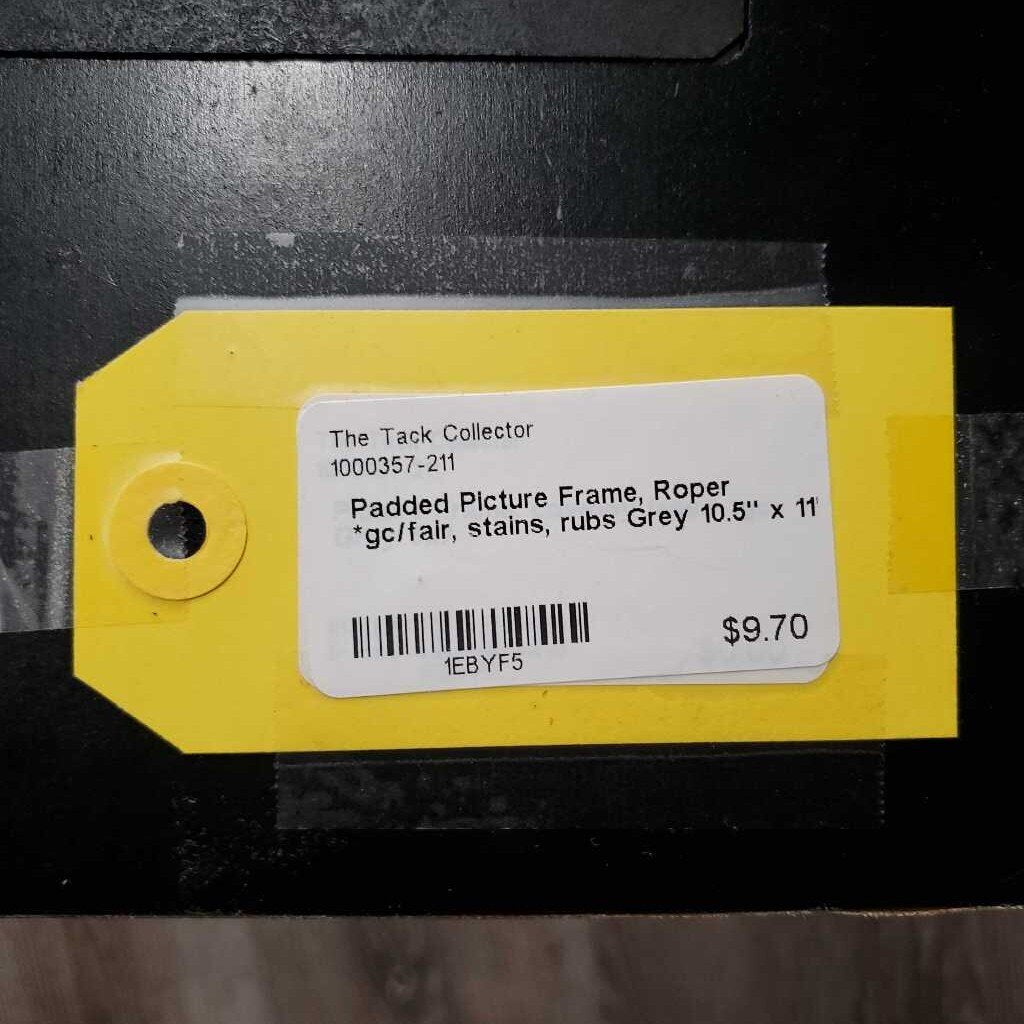 The Tack Collector
1000357-211
Padded Picture Frame, Roper
*gc/fair, stains, rubs Grey 10.5" x 11'
1EBYF5
$9.70